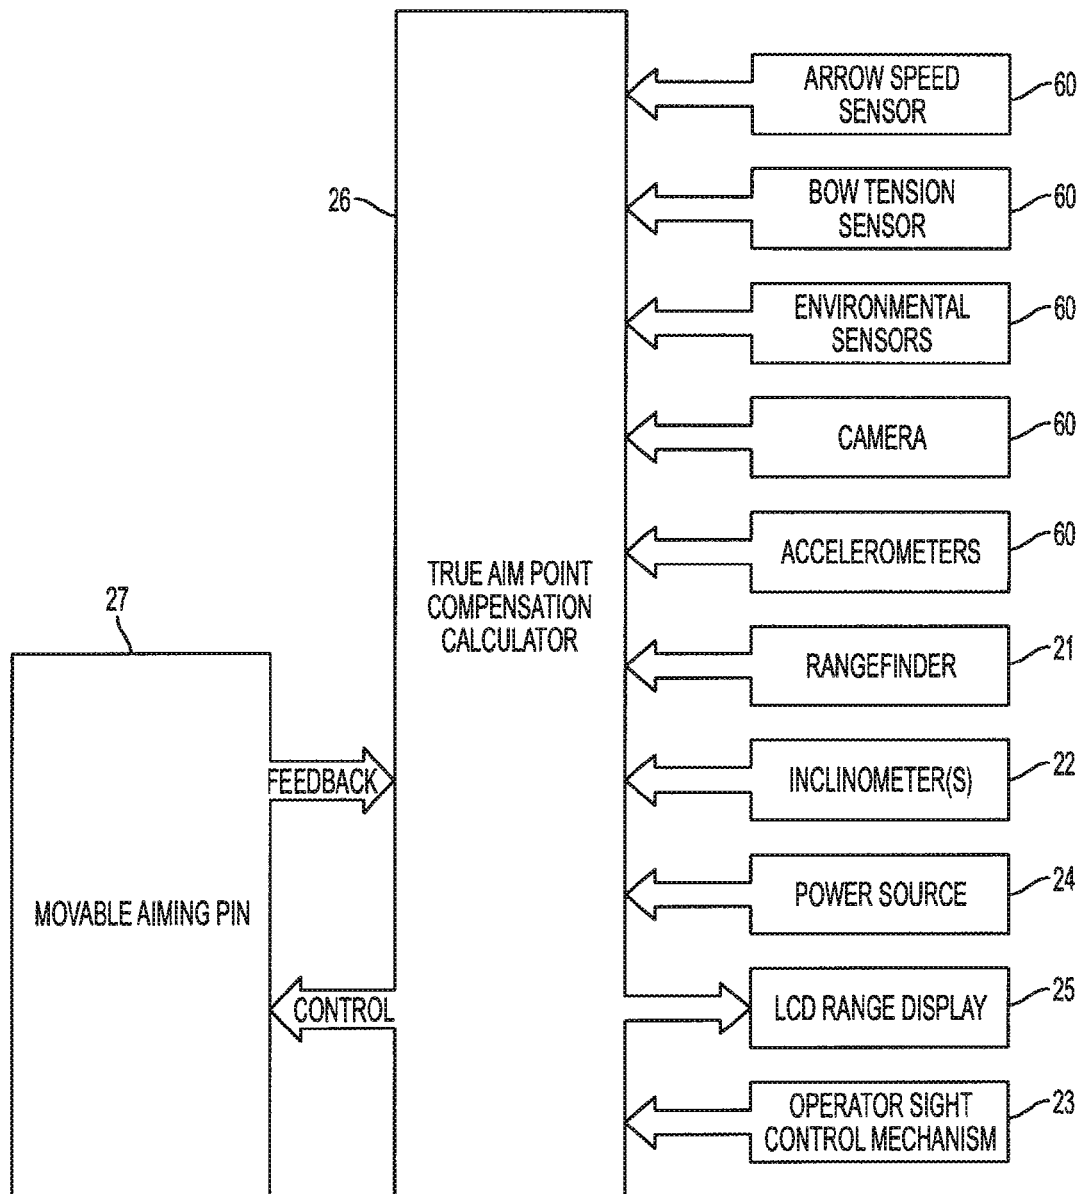 ARROW SPEED
SENSOR
60
BOW TENSION
SENSOR
60
26
ENVIRONMENTAL
SENSORS
60
CAMERA
60
ACCELEROMETERS
60
TRUE AIM POINT
COMPENSATION
CALCULATOR
27
RANGEFINDER
21
FEEDBACK
INCLINOMETER(S)
22
POWER SOURCE
24
MOVABLE AIMING PIN
CONTROL
LCD RANGE DISPLAY
25
OPERATOR SIGHT
CONTROL MECHANISM
23